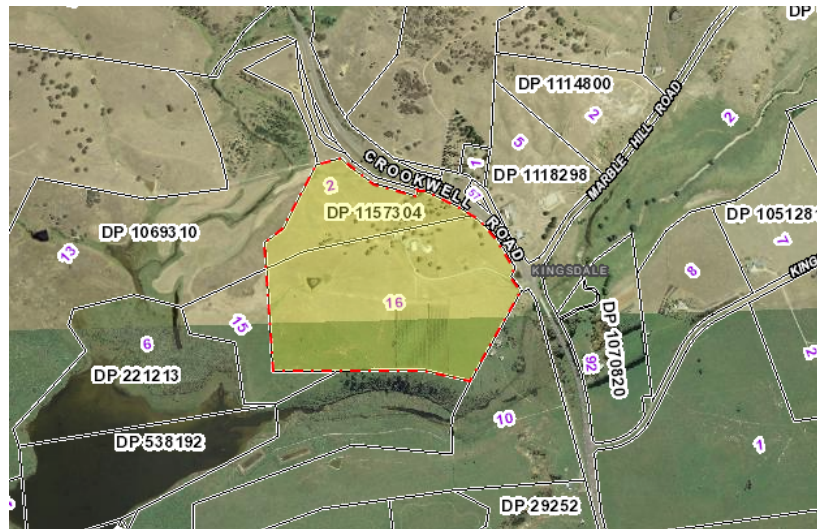 DP
DP 1114800
2
2
5
MARBLE - HILL - ROAD
1
CROOKWELL ROAD
DP 1118298
2
57
DP 1157304
DP 1051281
DP 1069310
7
13
KINGSDALE
8
KING
16
15
DP 1070820
6
2
92
DP 221213
10
DP 538192
1
DP 29252